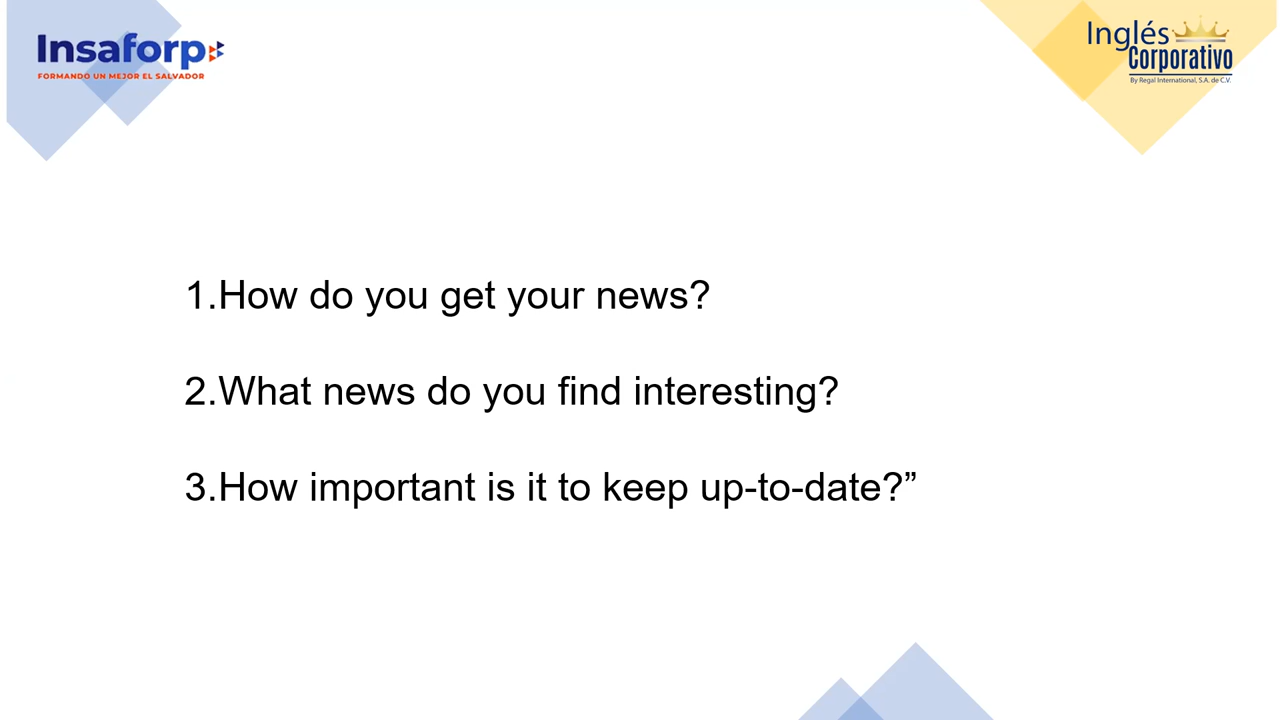 Insaforp
FORMANDO UN MEJOR EL SALVADOR
Inglés
Corporativo
By Regal International, S.A. de C.V.
1.How do you get your news?
2.What news do you find interesting?
3.How important is it to keep up-to-date?”